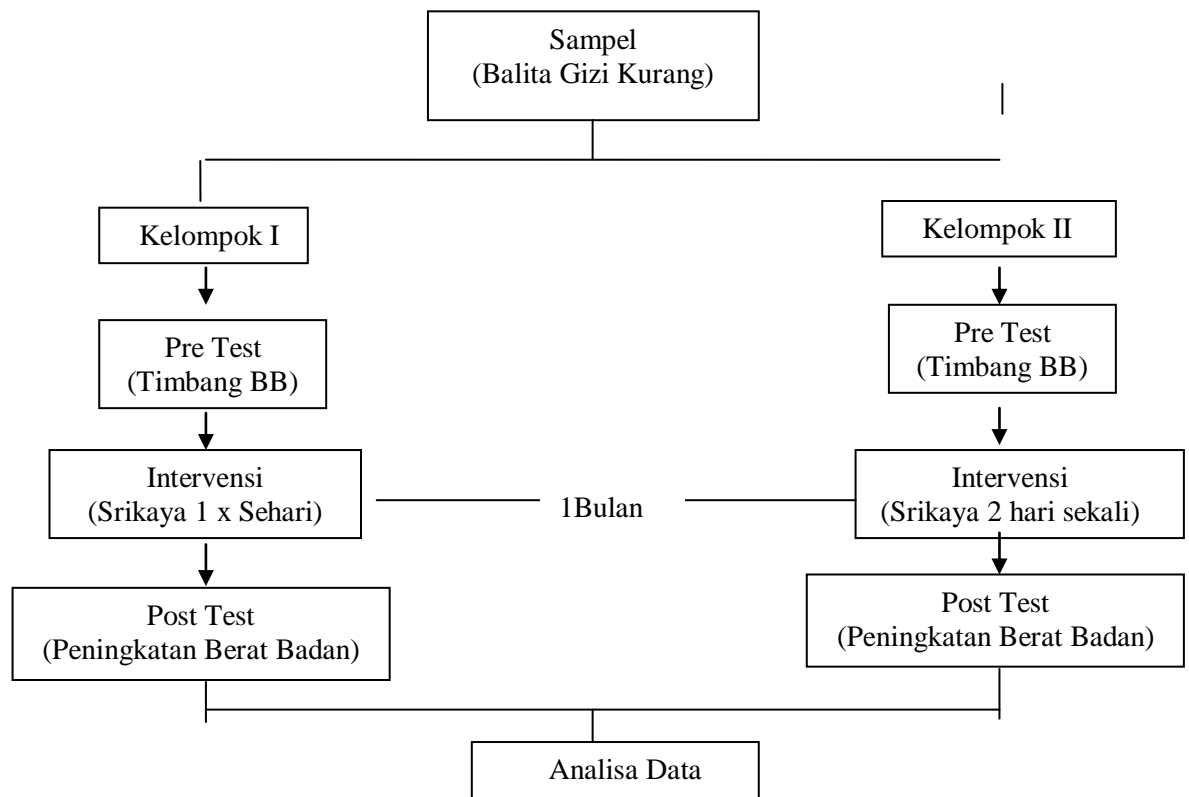 Sampel
(Balita Gizi Kurang)
Kelompok I
Kelompok II
Pre Test
(Timbang BB)
Pre Test
(Timbang BB)
Intervensi
(Srikaya 1 x Sehari)
1Bulan
Intervensi
(Srikaya 2 hari sekali)
Post Test
(Peningkatan Berat Badan)
Post Test
(Peningkatan Berat Badan)
Analisa Data